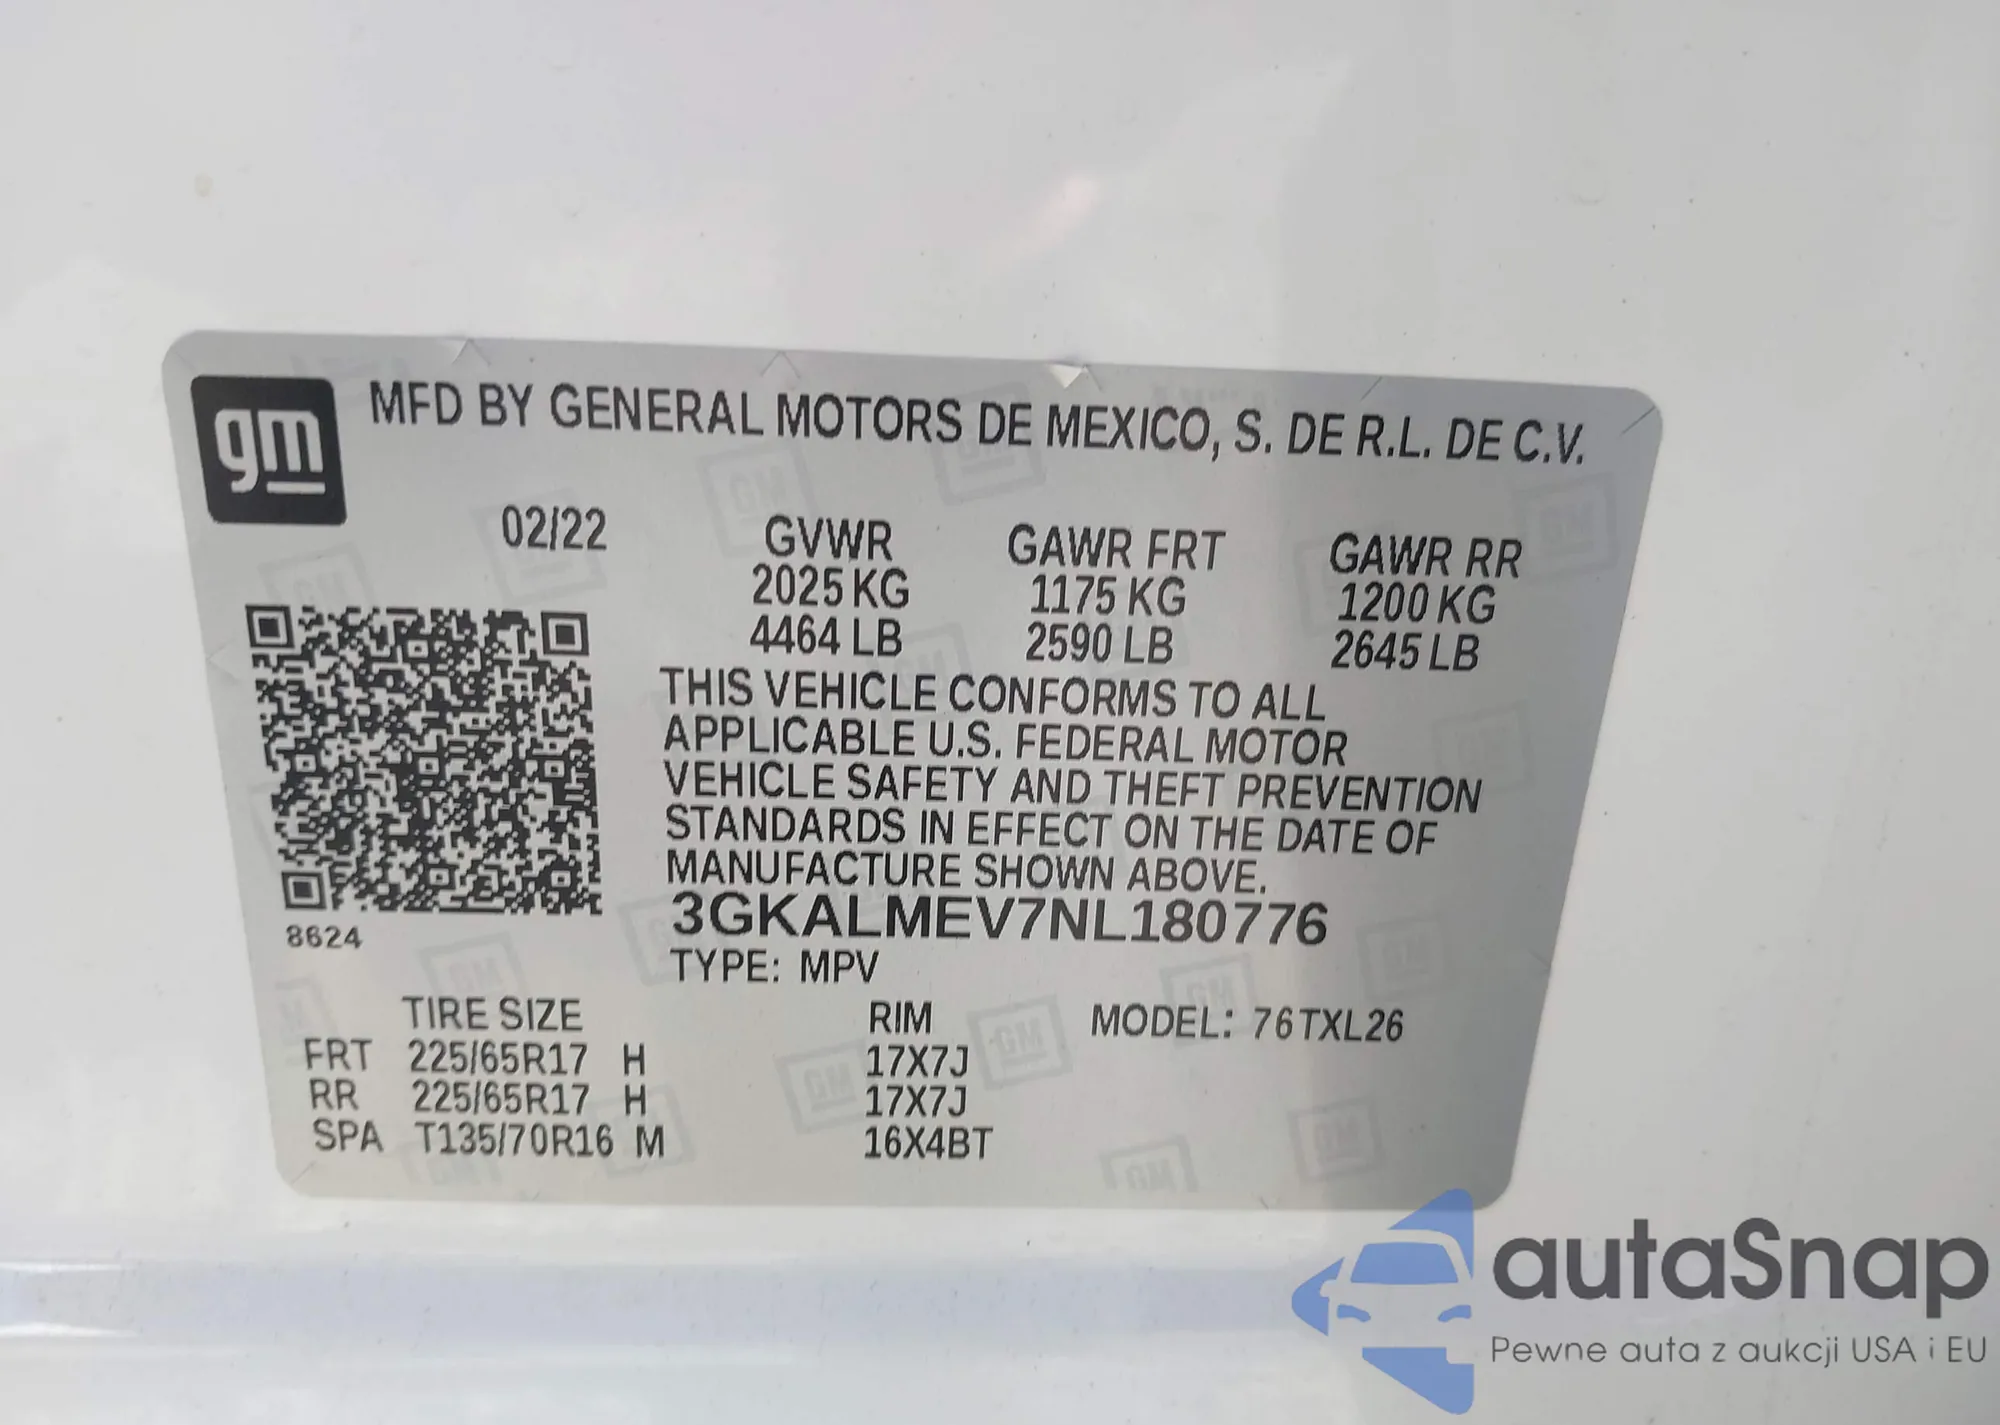 gm
MFD BY GENERAL MOTORS DE MEXICO, S. DE R.L. DE C.V.
02/22 GVWR GAWR FRT GAWR RR
2025 KG 1175 KG 1200 KG
4464 LB 2590 LB 2645 LB
THIS VEHICLE CONFORMS TO ALL
APPLICABLE U.S. FEDERAL MOTOR
VEHICLE SAFETY AND THEFT PREVENTION
STANDARDS IN EFFECT ON THE DATE OF
MANUFACTURE SHOWN ABOVE.
3GKALMEV7NL180776
8624
TYPE: MPV
TIRE SIZE RIM MODEL: 76TXL26
FRT 225/65R17 H 17X7J
RR 225/65R17 H 17X7J
SPA T135/70R16 M 16X4BT
autaSnap
Pewne auta z aukcji USA i EU